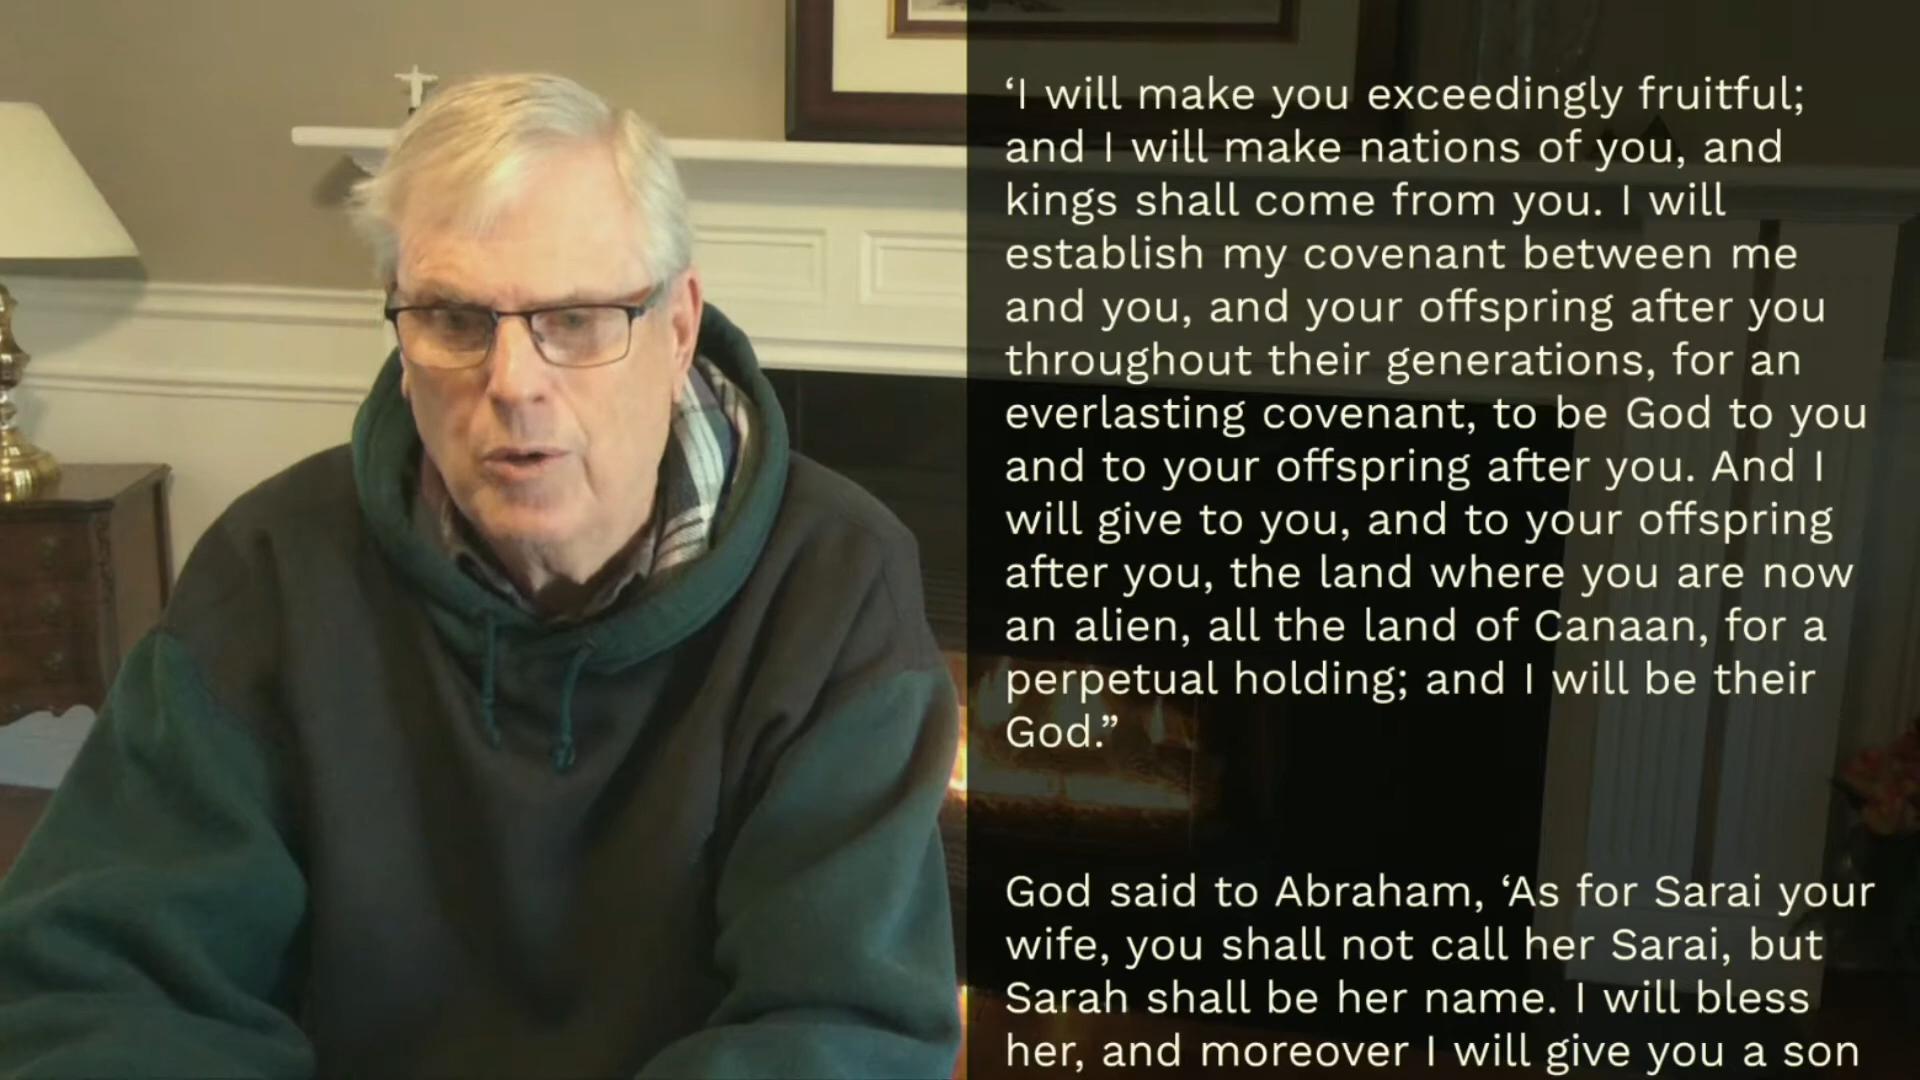 ‘I will make you exceedingly fruitful;
and I will make nations of you, and
kings shall come from you. I will
establish my covenant between me
and you, and your offspring after you
throughout their generations, for an
everlasting covenant, to be God to you
and to your offspring after you. And I
will give to you, and to your offspring
after you, the land where you are now
an alien, all the land of Canaan, for a
perpetual holding; and I will be their
God.”
God said to Abraham, ‘As for Sarai your
wife, you shall not call her Sarai, but
Sarah shall be her name. I will bless
her, and moreover I will give you a son